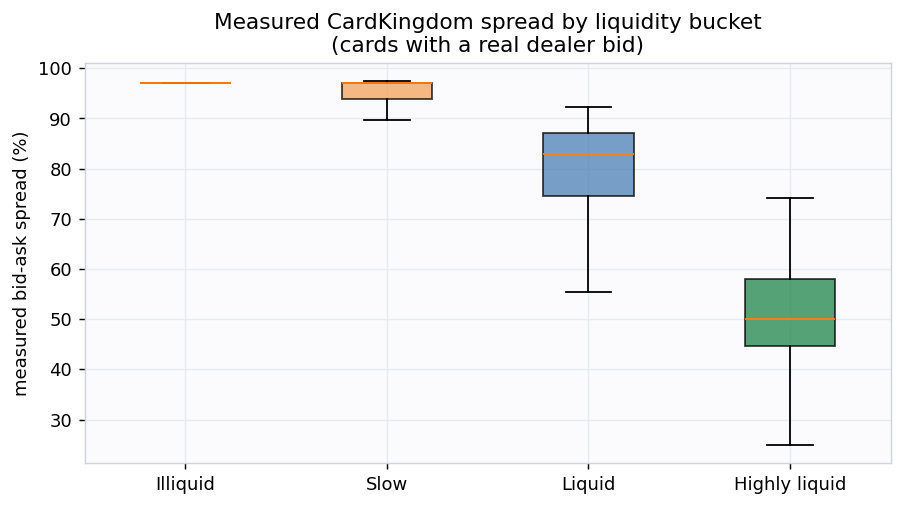 Measured CardKingdom spread by liquidity bucket
(cards with a real dealer bid)
measured bid-ask spread (%)
100
90
80
70
60
50
40
30
Illiquid
Slow
Liquid
Highly liquid